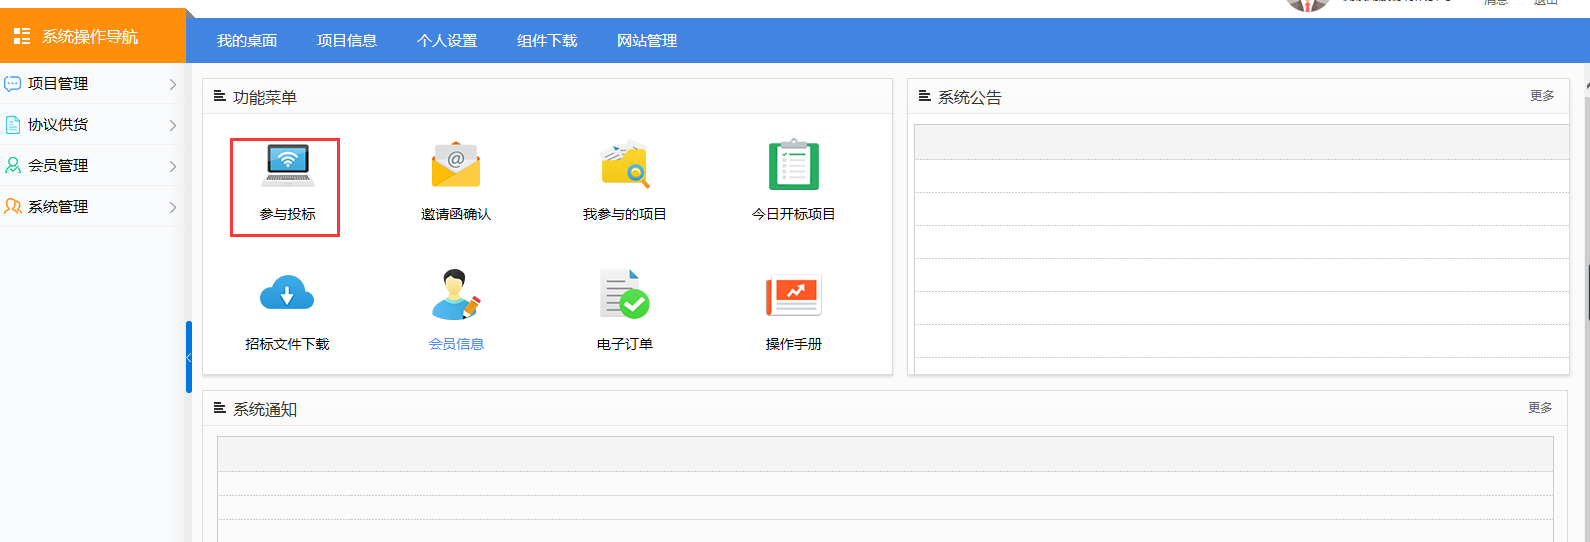 消息 退出
系统操作导航
我的桌面 项目信息 个人设置 组件下载 网站管理
项目管理
协议供货
会员管理
系统管理
功能菜单
参与投标 邀请函确认 我参与的项目 今日开标项目
招标文件下载 会员信息 电子订单 操作手册
系统公告 更多
系统通知 更多